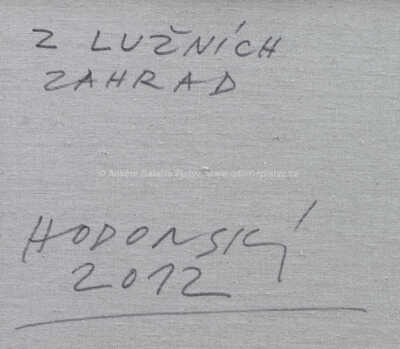 Z LUŽNÍCH
ZAHRAD
HODONSKÝ
2012